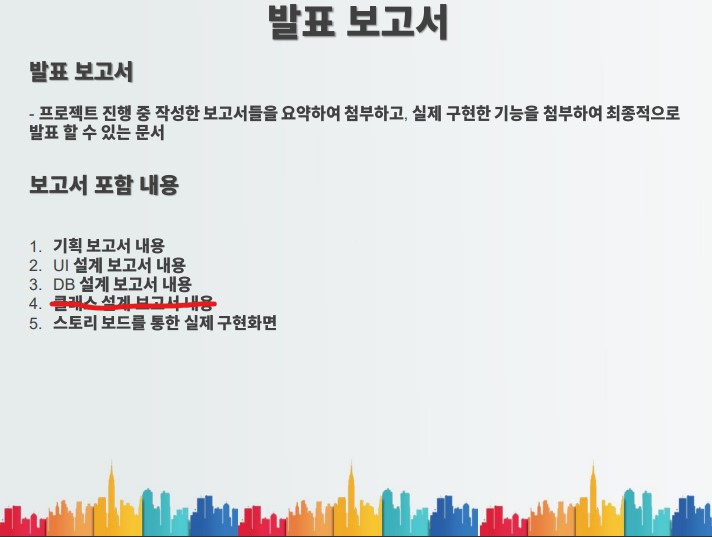 발표 보고서
발표 보고서
- 프로젝트 진행 중 작성한 보고서들을 요약하여 첨부하고, 실제 구현한 기능을 첨부하여 최종적으로
발표 할 수 있는 문서
보고서 포함 내용
1. 기획 보고서 내용
2. UI 설계 보고서 내용
3. DB 설계 보고서 내용
4. 클래스 설계 보고서 내용
5. 스토리 보드를 통한 실제 구현화면